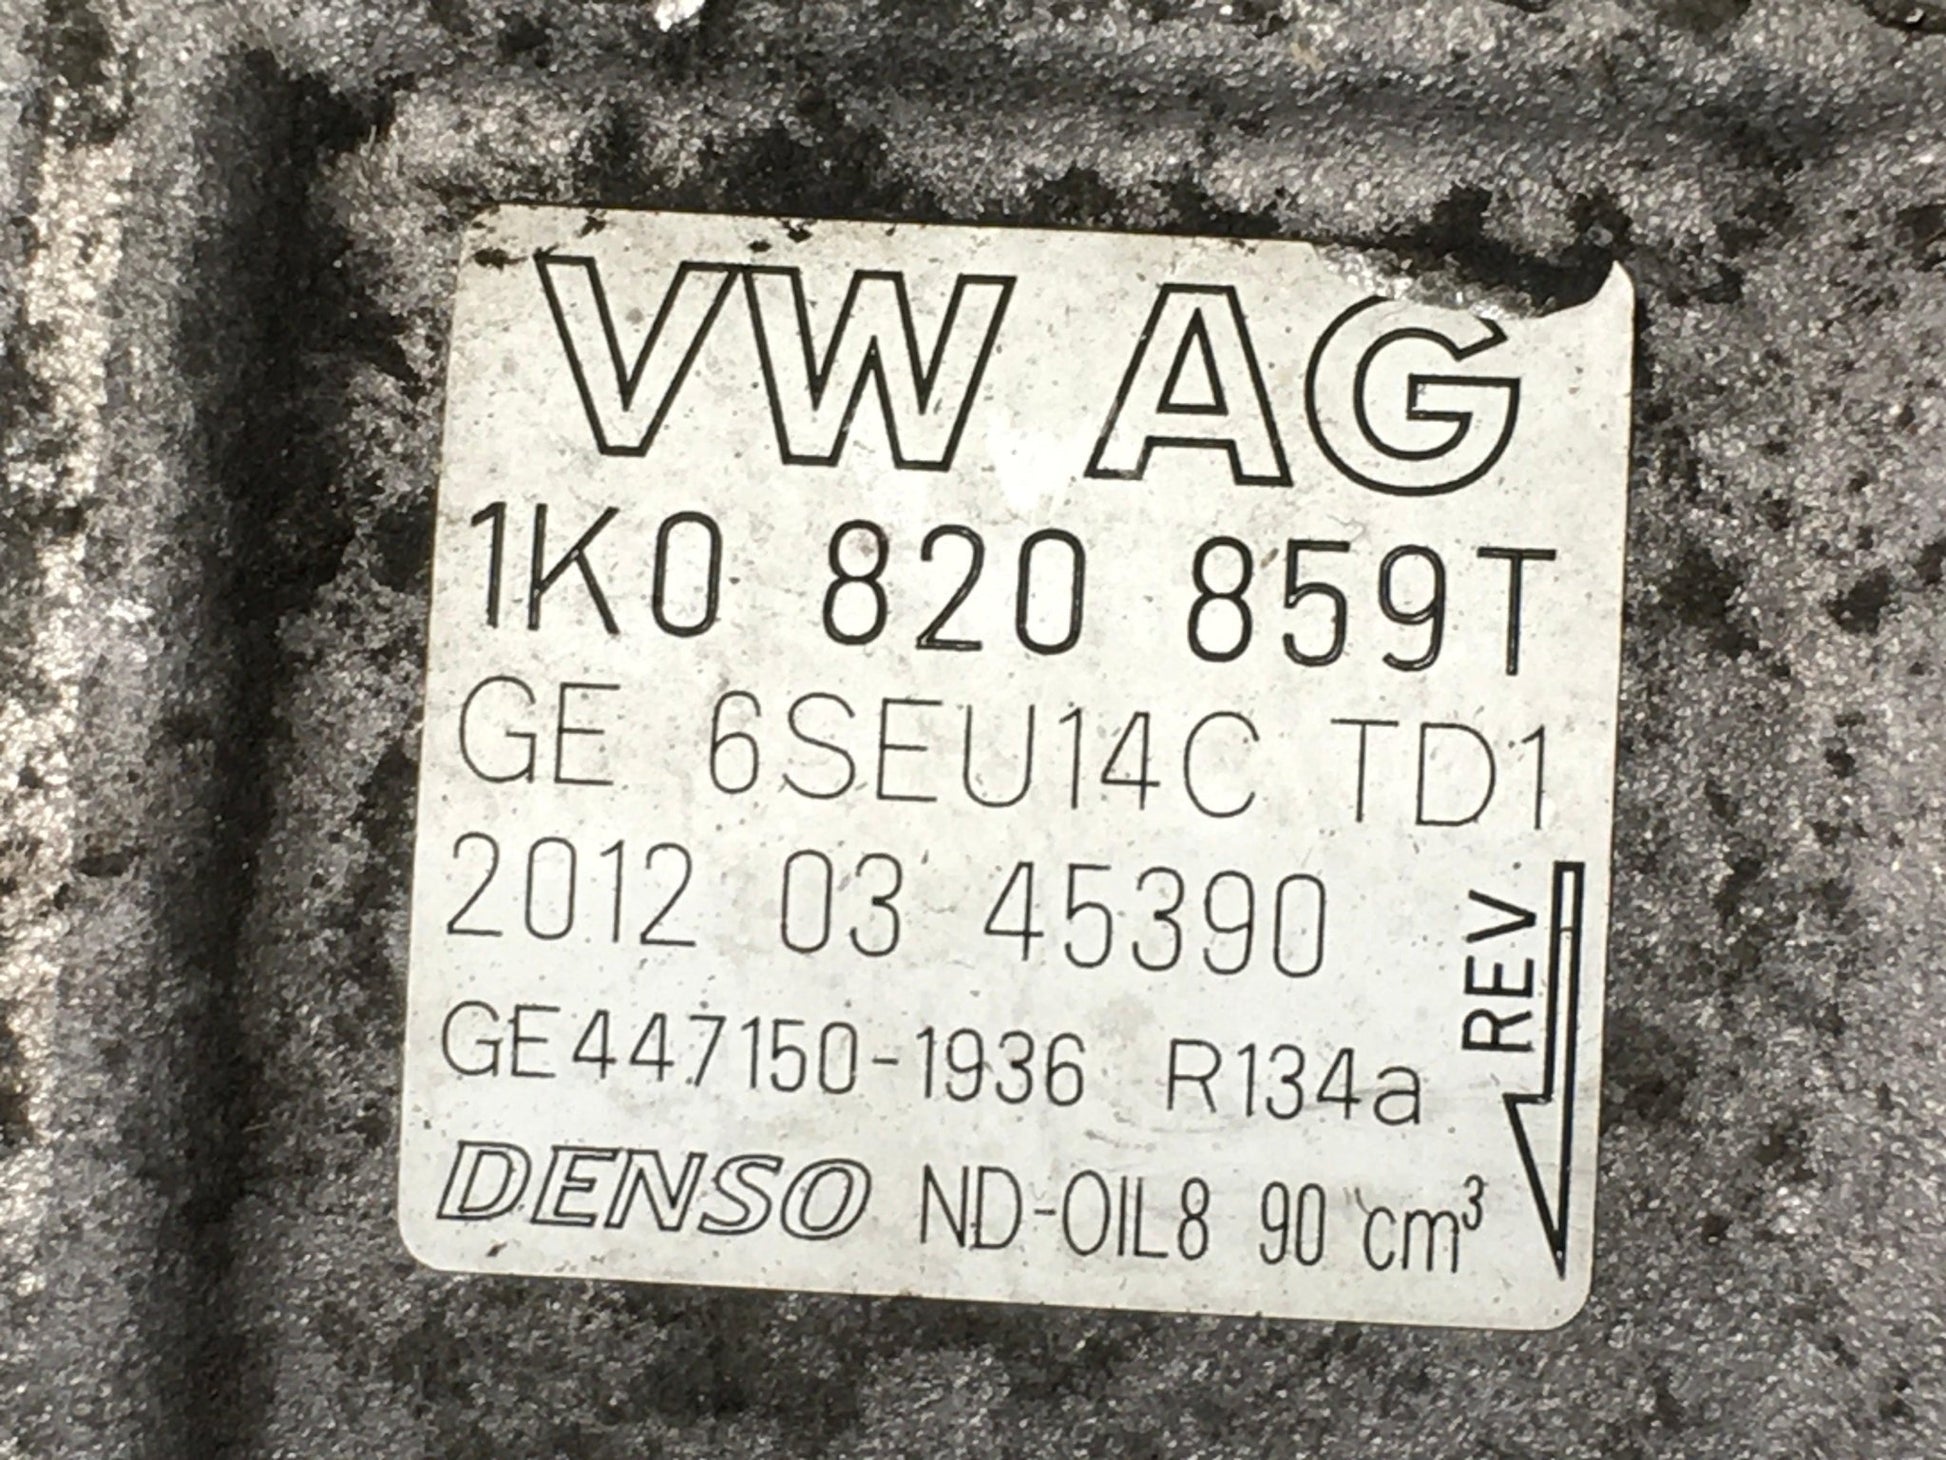 VW AG
1K0 820 859T
GE 6SEU14C TD1
2012 03 45390
REV
GE447150-1936 R134a
DENSO ND-OIL8 90 cm³